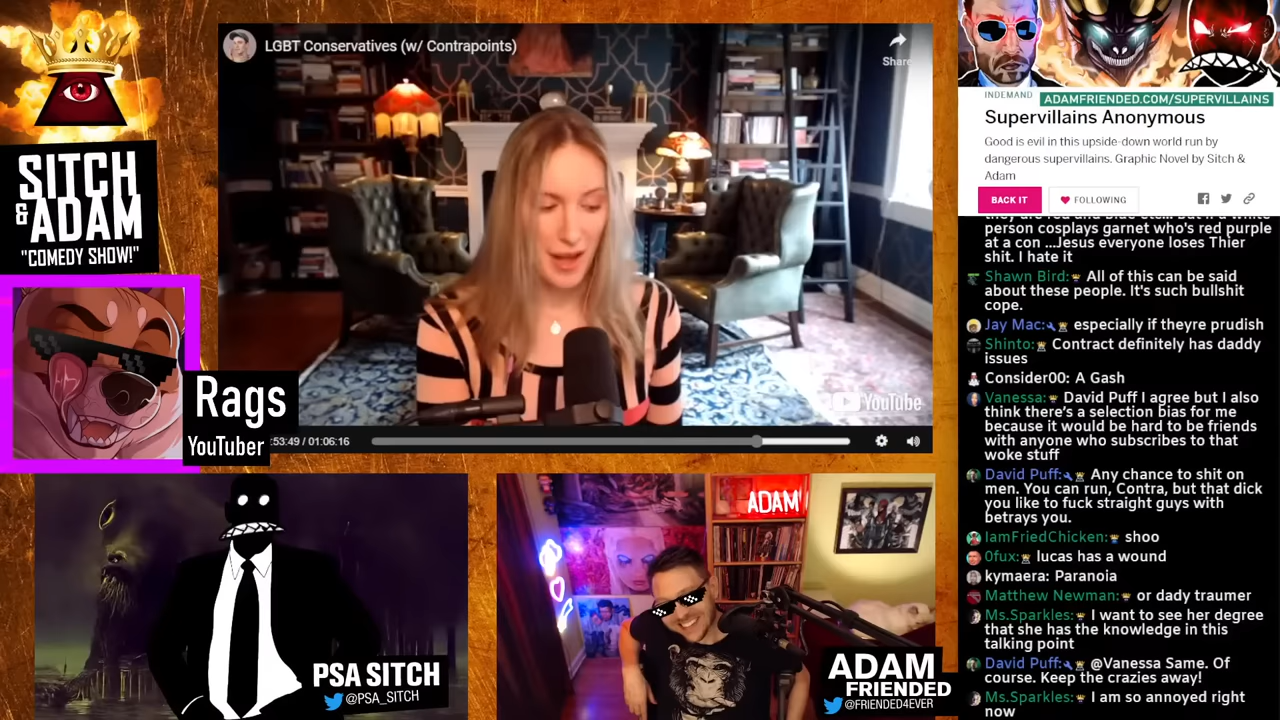 SITCH
& ADAM
"COMEDY SHOW!"
LGBT Conservatives (w/ Contrapoints)
Share
YouTube
:53:49 / 01:06:16
Rags
YouTuber
PSA SITCH
@PSA_SITCH
ADAM
ADAM
FRIENDED
@FRIENDED4EVER
INDEMAND
ADAMFRIENDED.COM/SUPERVILLAINS
Supervillains Anonymous
Good is evil in this upside-down world run by
dangerous supervillains. Graphic Novel by Sitch &
Adam
BACK IT
FOLLOWING
person cosplays garnet who's red purple
at a con ...Jesus everyone loses Thier
shit. I hate it
Shawn Bird: All of this can be said
about these people. It's such bullshit
cope.
Jay Mac: especially if theyre prudish
Shinto: Contract definitely has daddy
issues
Consider00: A Gash
Vanessa: David Puff I agree but I also
think there's a selection bias for me
because it would be hard to be friends
with anyone who subscribes to that
woke stuff
David Puff: Any chance to shit on
men. You can run, Contra, but that dick
you like to fuck straight guys with
betrays you.
IamFriedChicken: shoo
0fux: lucas has a wound
kymaera: Paranoia
Matthew Newman: or dady traumer
Ms.Sparkles: I want to see her degree
that she has the knowledge in this
talking point
David Puff: @Vanessa Same. Of
course. Keep the crazies away!
Ms.Sparkles: I am so annoyed right
now